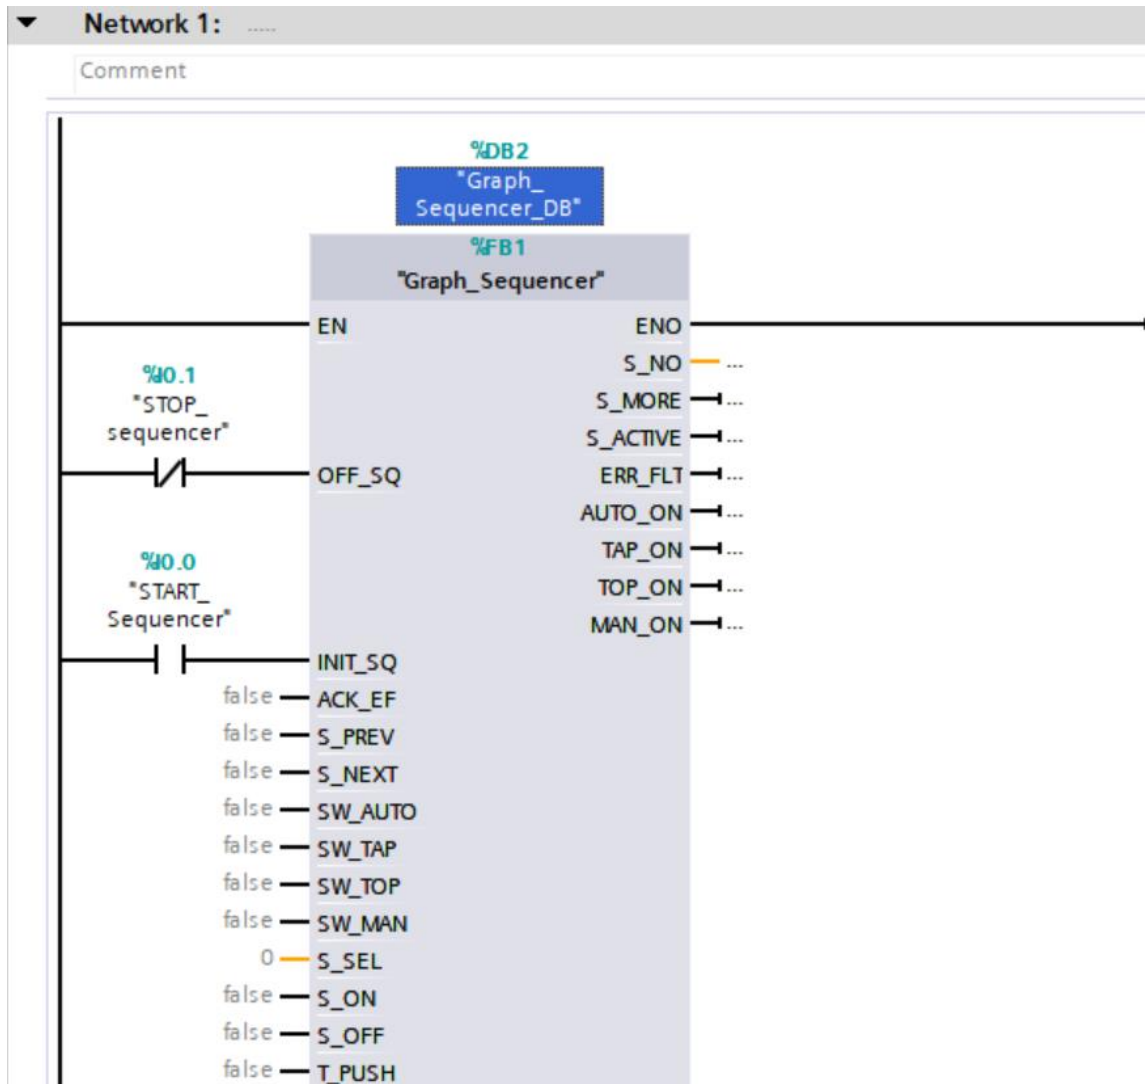 Network 1: .....
Comment
%DB2
"Graph_
Sequencer_DB"
%FB1
"Graph_Sequencer"
EN
ENO
S_NO ...
%I0.1
"STOP_
sequencer"
S_MORE ...
S_ACTIVE ...
OFF_SQ
ERR_FLT ...
AUTO_ON ...
%I0.0
"START_
Sequencer"
TAP_ON ...
TOP_ON ...
MAN_ON ...
INIT_SQ
false ACK_EF
false S_PREV
false S_NEXT
false SW_AUTO
false SW_TAP
false SW_TOP
false SW_MAN
0 S_SEL
false S_ON
false S_OFF
false T_PUSH